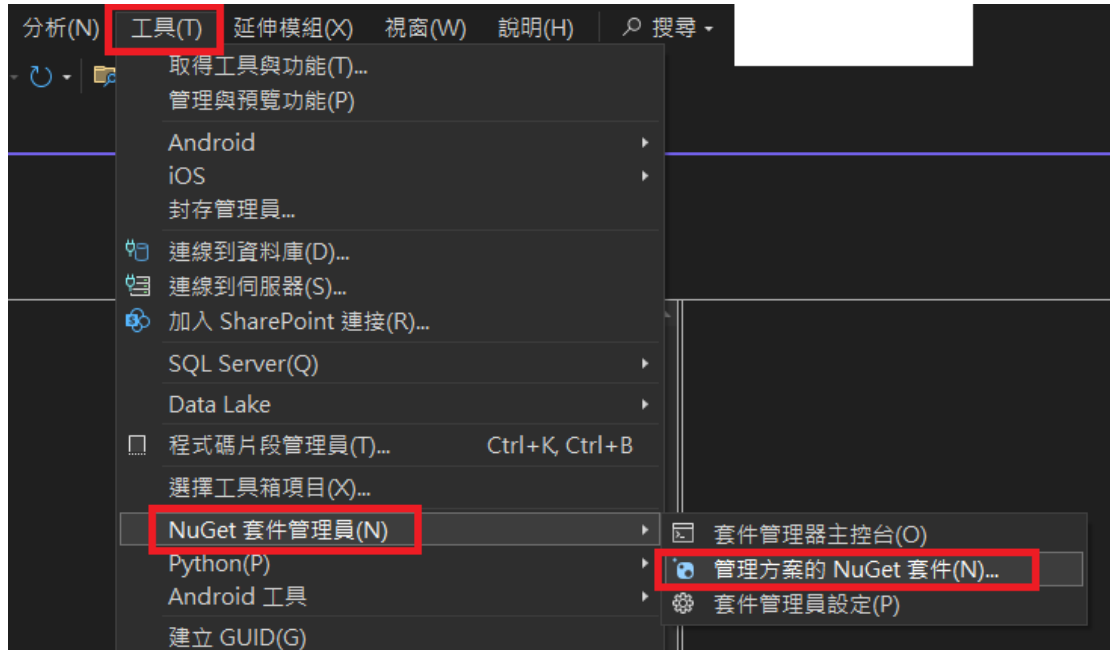 分析(N) 工具(T) 延伸模組(X) 視窗(W) 說明(H) 搜尋
取得工具與功能(T)...
管理與預覽功能(P)
Android
iOS
封存管理員...
連線到資料庫(D)...
連線到伺服器(S)...
加入 SharePoint 連接(R)...
SQL Server(Q)
Data Lake
程式碼片段管理員(T)... Ctrl+K, Ctrl+B
選擇工具箱項目(X)...
NuGet 套件管理員(N)
套件管理器主控台(O)
Python(P)
管理方案的 NuGet 套件(N)...
Android 工具
套件管理員設定(P)
建立 GUID(G)